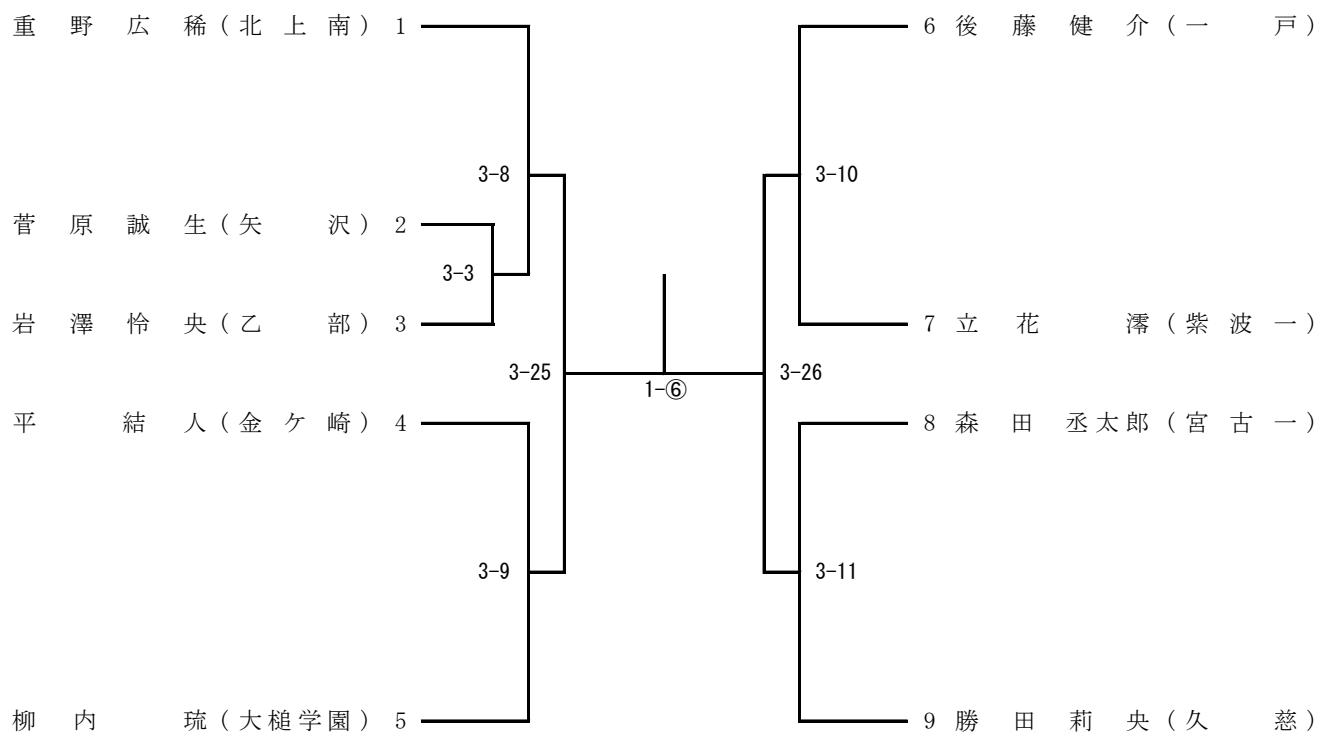 重野広稀(北上南) 1
6 後藤健介(一戸)
3-8
3-10
菅原誠生(矢沢) 2
3-3
岩澤怜央(乙部) 3
7 立花澪(紫波一)
3-25
1-⑥
3-26
平結人(金ケ崎) 4
8 森田丞太郎(宮古一)
3-9
3-11
柳内琉(大槌学園) 5
9 勝田莉央(久慈)